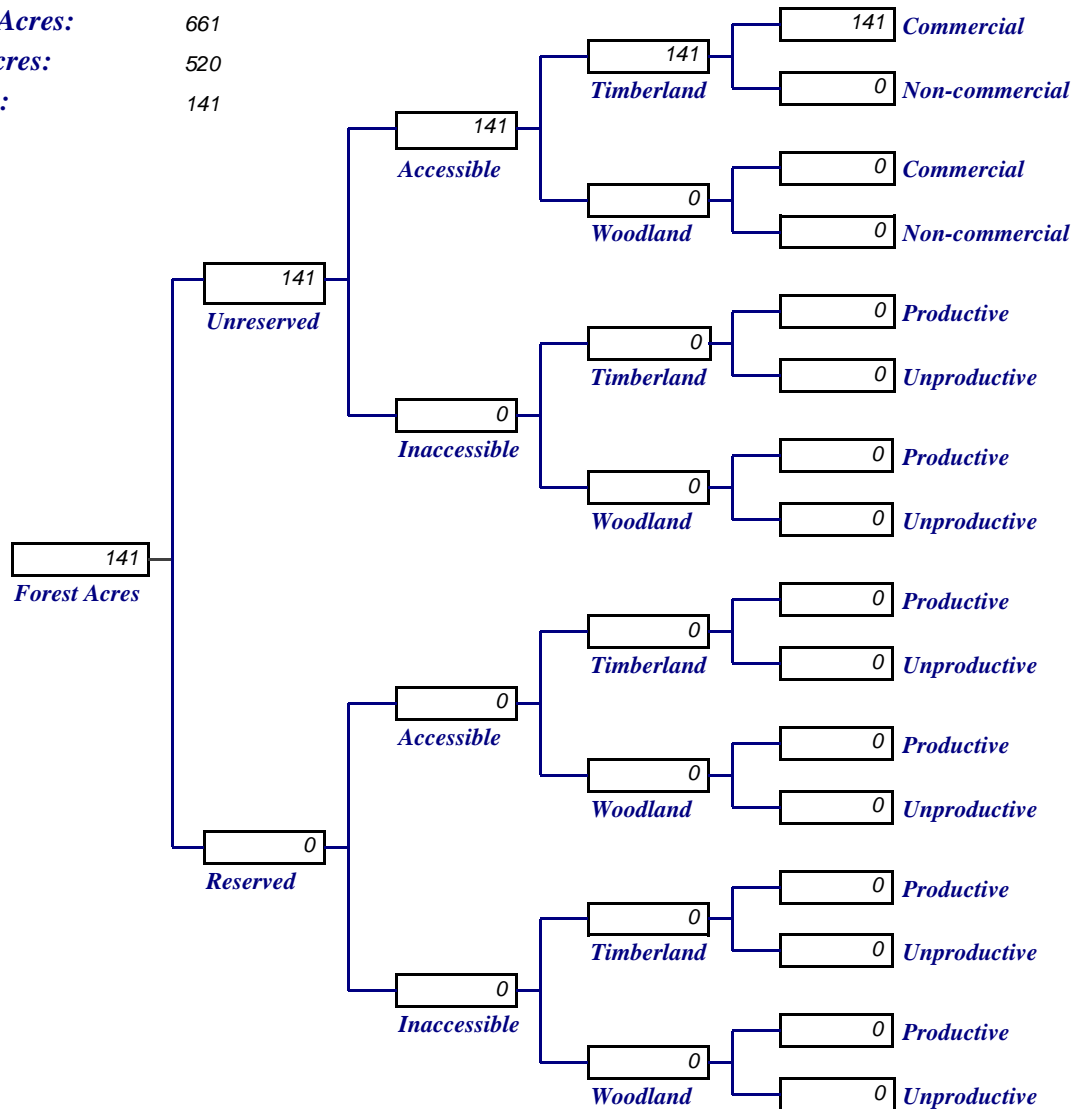 Acres: 661
cres: 520
: 141
141 Commercial
141
Timberland
0 Non-commercial
141
Accessible
0 Commercial
0
Woodland
0 Non-commercial
141
Unreserved
0 Productive
0
Timberland
0 Unproductive
0
Inaccessible
0 Productive
0
Woodland
0 Unproductive
141
Forest Acres
0 Productive
0
Timberland
0 Unproductive
0
Accessible
0 Productive
0
Woodland
0 Unproductive
0
Reserved
0 Productive
0
Timberland
0 Unproductive
0
Inaccessible
0 Productive
0
Woodland
0 Unproductive